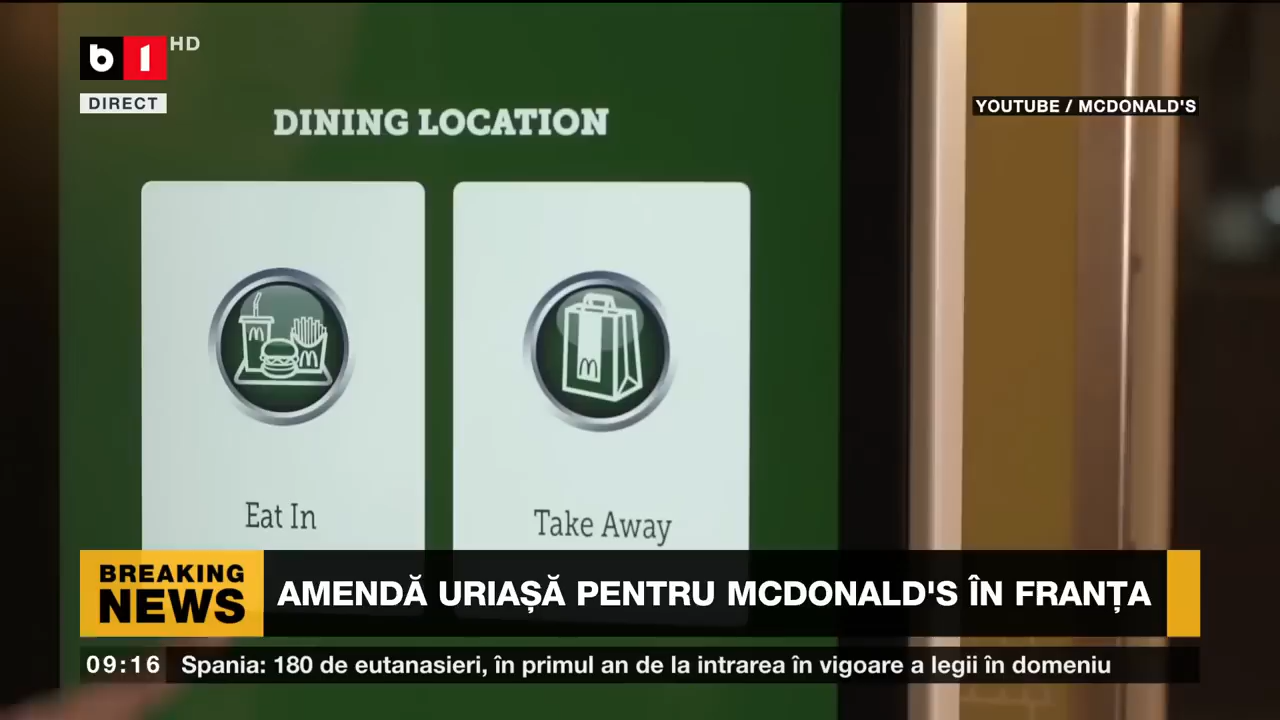 b1 HD
DIRECT
YOUTUBE / MCDONALD'S
DINING LOCATION
Eat In
Take Away
BREAKING
NEWS
AMENDĂ URIAȘĂ PENTRU MCDONALD'S ÎN FRANȚA
09:16 Spania: 180 de eutanasieri, în primul an de la intrarea în vigoare a legii în domeniu